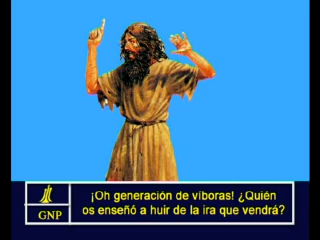 ¡Oh generación de víboras! ¿Quién
os enseñó a huir de la ira que vendrá?
GNP